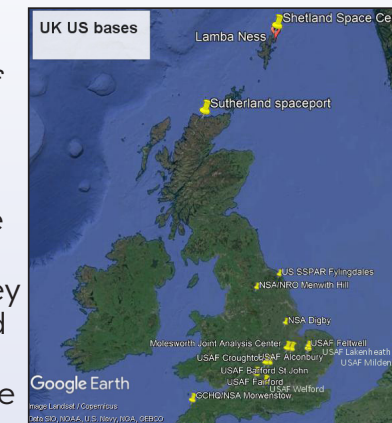 UK US bases
Shetland Space Ce
Lamba Ness
Sutherland spaceport
US SSPAR Fylingdales
NSA/NRO Menwith Hill
NSA Digby
Molesworth Joint Analysis Center
USAF Feltwell
USAF Lakenheath
USAF Croughton
USAF Alconbury
USAF Milden
USAF Barford St John
USAF Fairford
USAF Welford
GCHQ/NSA Morwenstow
Google Earth
Image Landsat / Copernicus
Data SIO, NOAA, U.S. Navy, NGA, GEBCO
f
e
ey
d
e